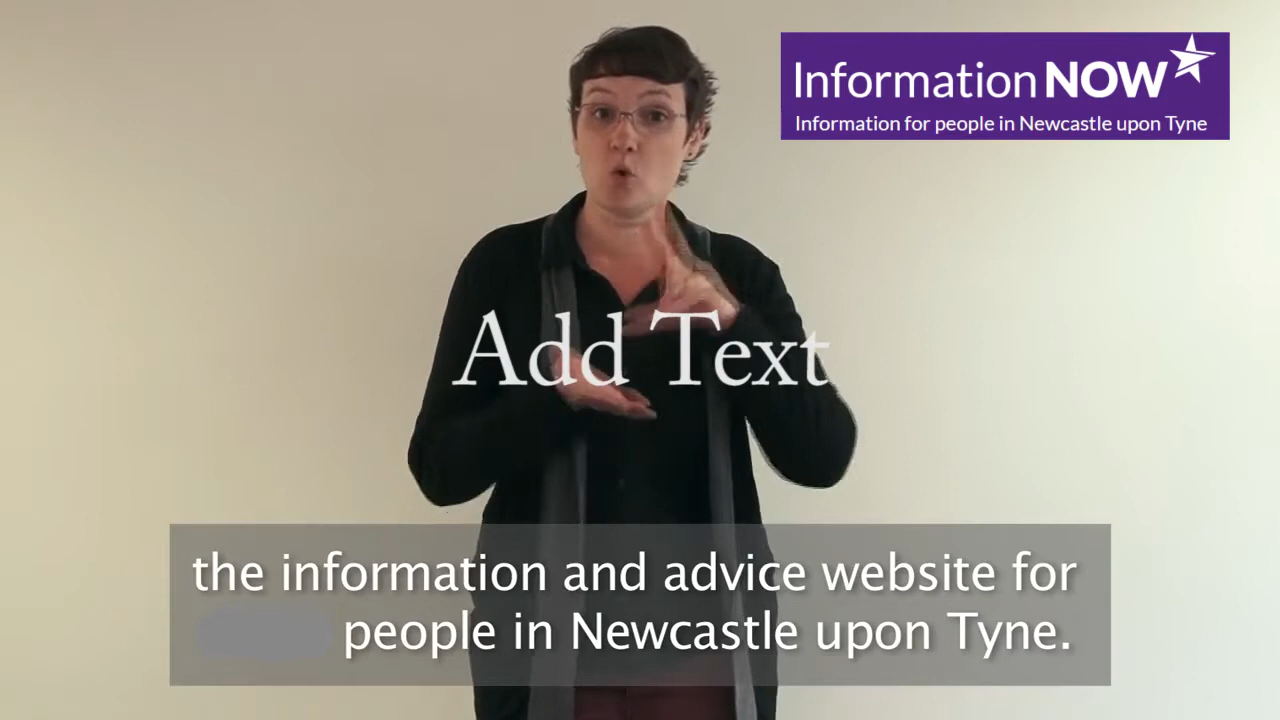 Information NOW
Information for people in Newcastle upon Tyne
Add Text
the information and advice website for
people in Newcastle upon Tyne.